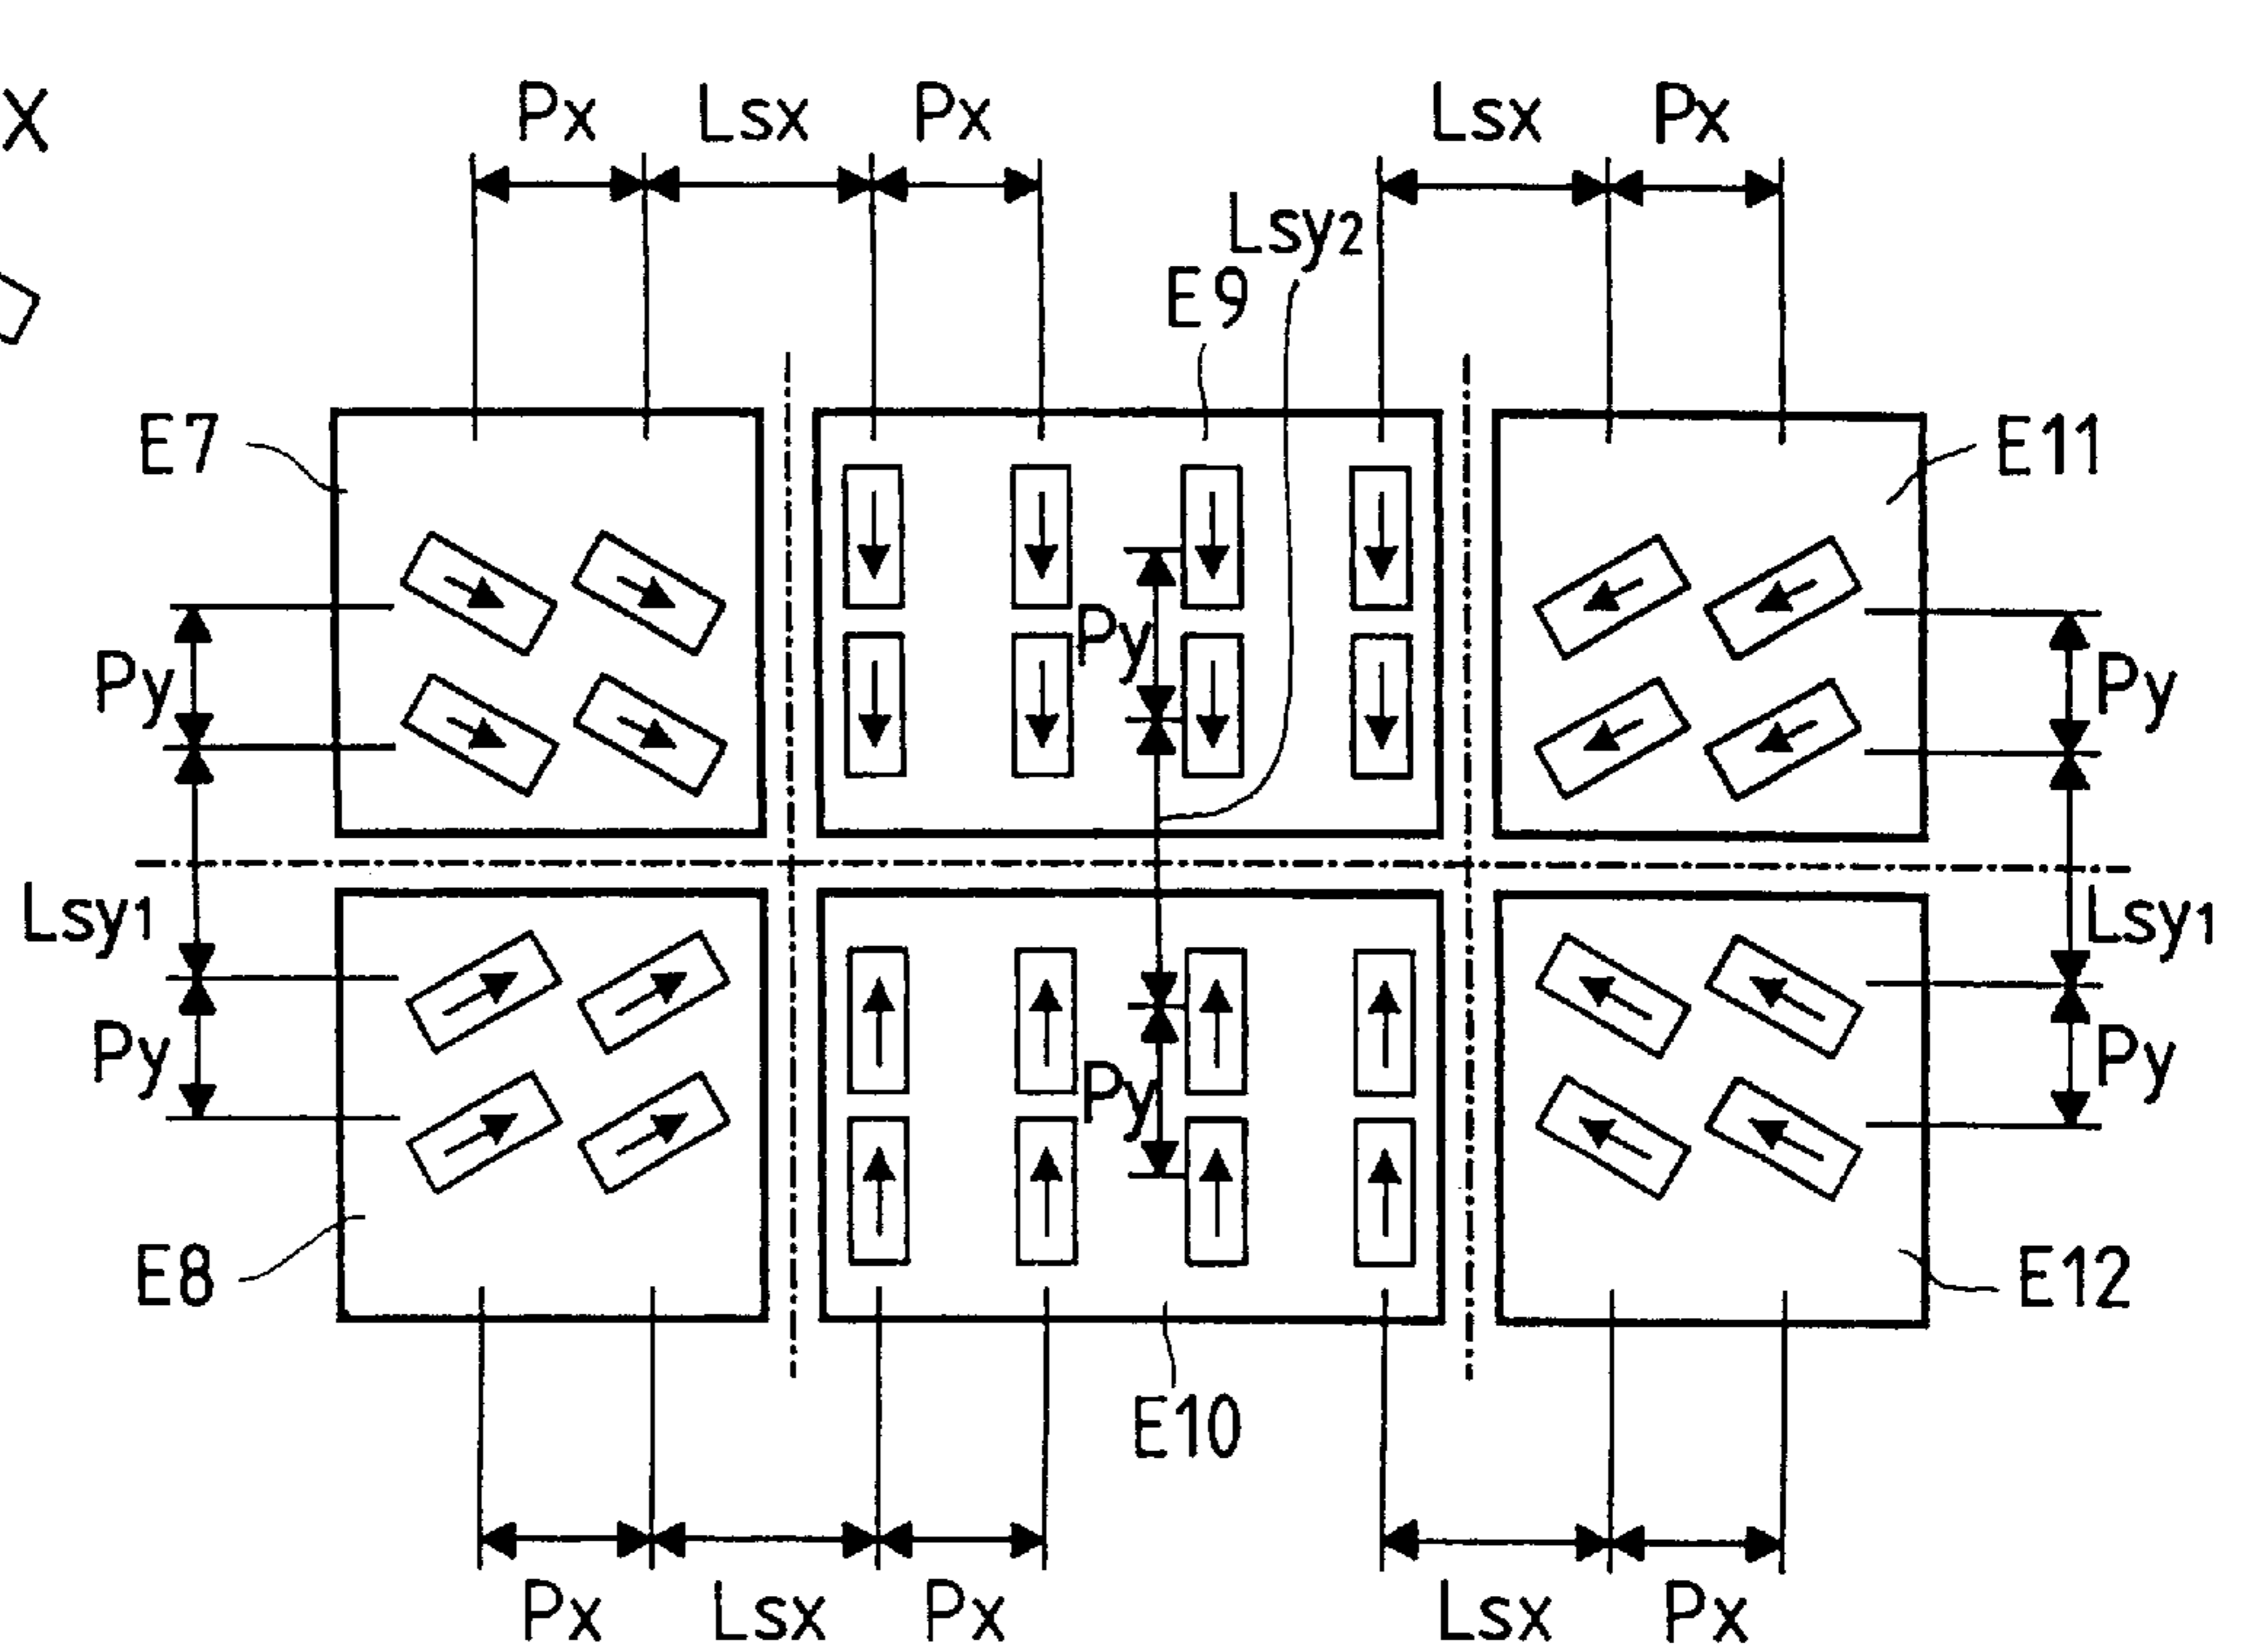 X
Px Lsx Px Lsx Px
Lsy2
E9
E7 E11
Py Py Py
Lsy1 Lsy1
Py Py Py
E8 E12
E10
Px Lsx Px Lsx Px